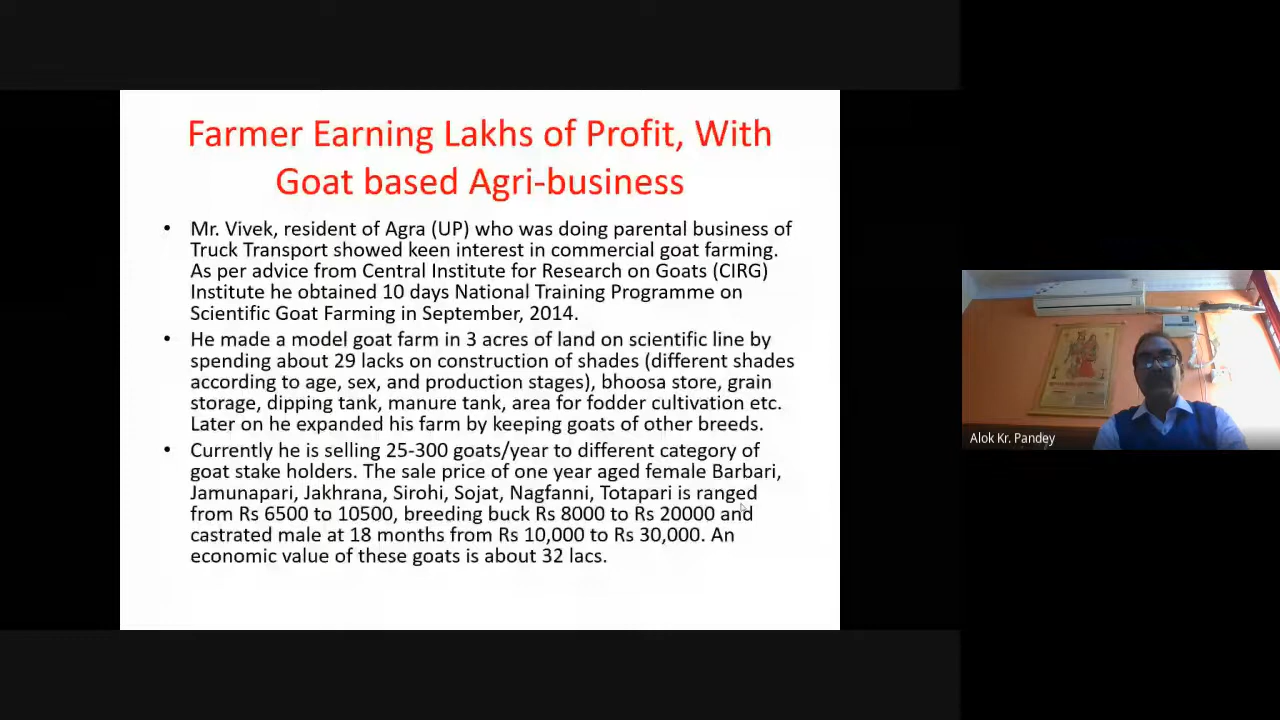 Farmer Earning Lakhs of Profit, With
Goat based Agri-business
• Mr. Vivek, resident of Agra (UP) who was doing parental business of
Truck Transport showed keen interest in commercial goat farming.
As per advice from Central Institute for Research on Goats (CIRG)
Institute he obtained 10 days National Training Programme on
Scientific Goat Farming in September, 2014.
• He made a model goat farm in 3 acres of land on scientific line by
spending about 29 lacks on construction of shades (different shades
according to age, sex, and production stages), bhoosa store, grain
storage, dipping tank, manure tank, area for fodder cultivation etc.
Later on he expanded his farm by keeping goats of other breeds.
• Currently he is selling 25-300 goats/year to different category of
goat stake holders. The sale price of one year aged female Barbari,
Jamunapari, Jakhrana, Sirohi, Sojat, Nagfanni, Totapari is ranged
from Rs 6500 to 10500, breeding buck Rs 8000 to Rs 20000 and
castrated male at 18 months from Rs 10,000 to Rs 30,000. An
economic value of these goats is about 32 lacs.
Alok Kr. Pandey